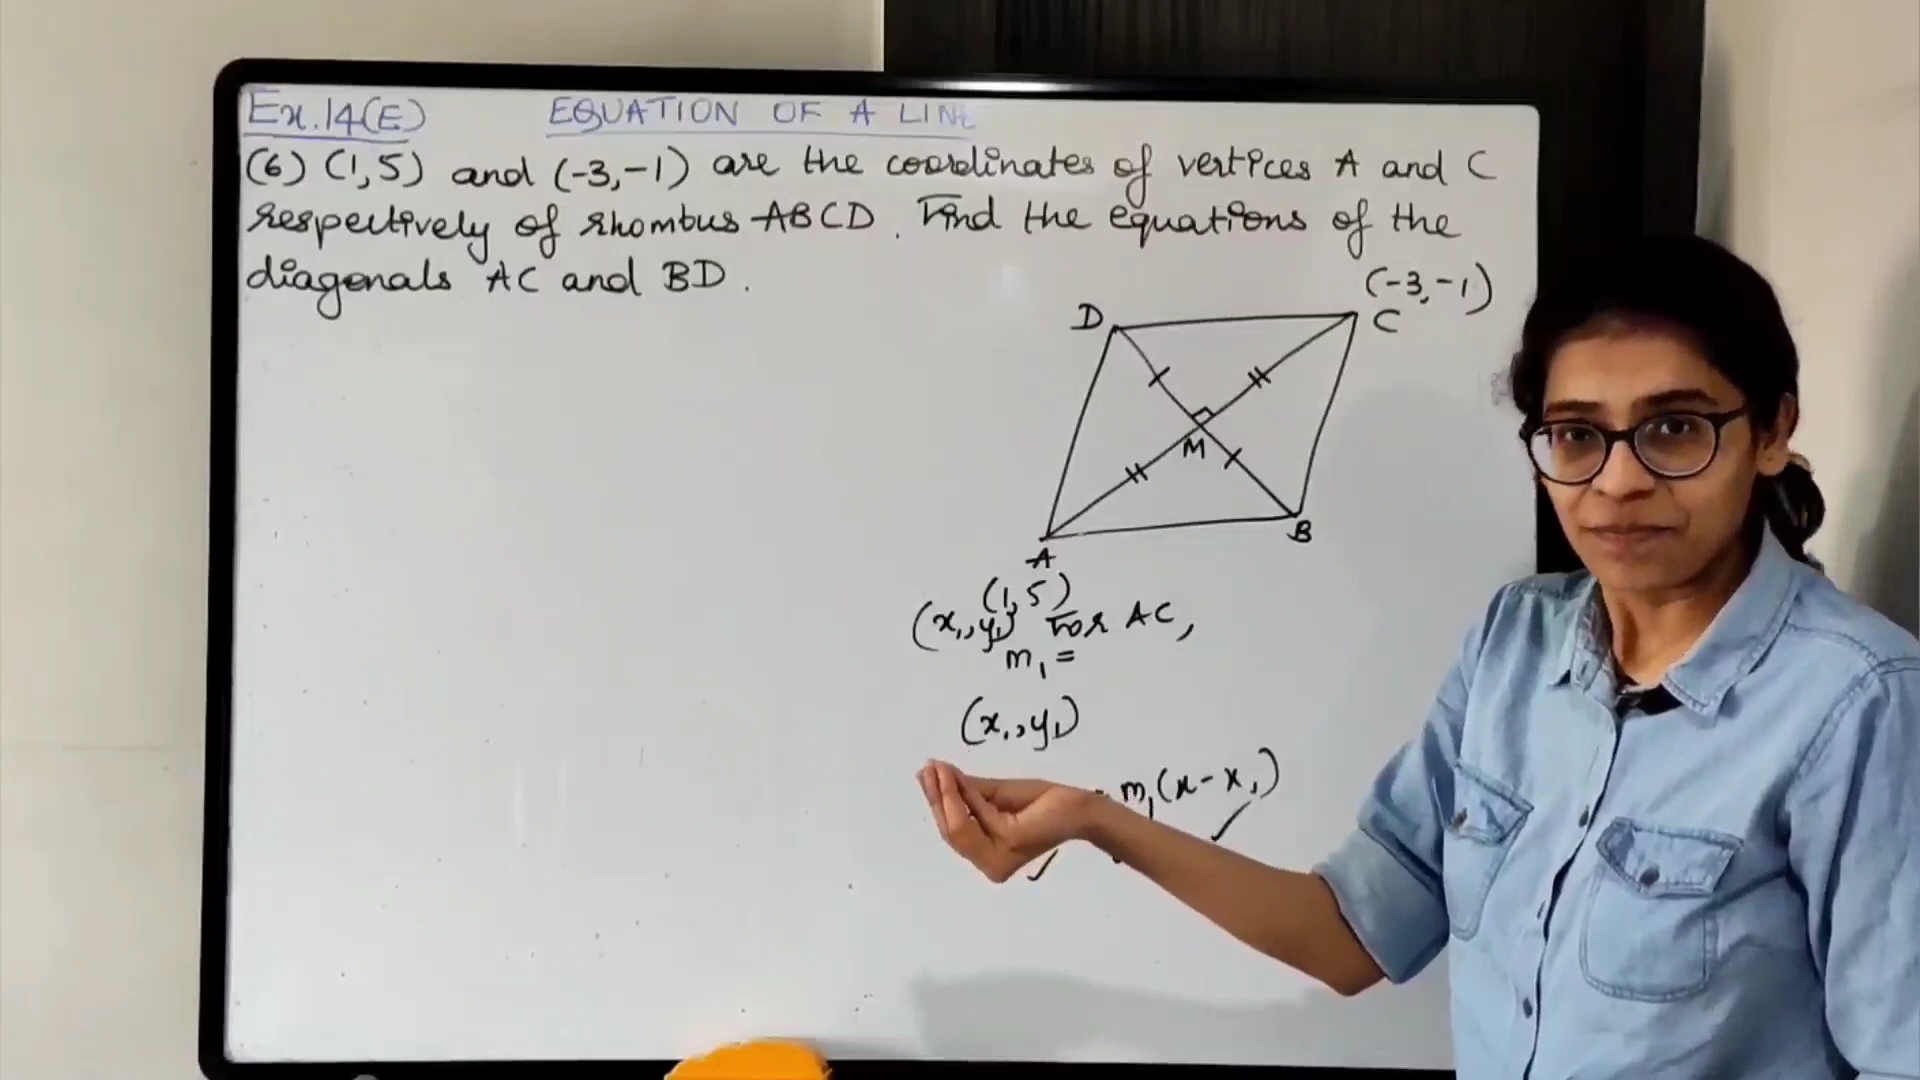 Ex.14(E) EQUATION OF A LINE
(6) (1,5) and (-3,-1) are the coordinates of vertices A and C
respectively of rhombus ABCD. Find the equations of the
diagonals AC and BD.
(-3,-1)
D C
M
A B
(1,5)
(x₁,y₁) For AC,
m₁ =
(x₁,y₁)
m₁(x-x₁)